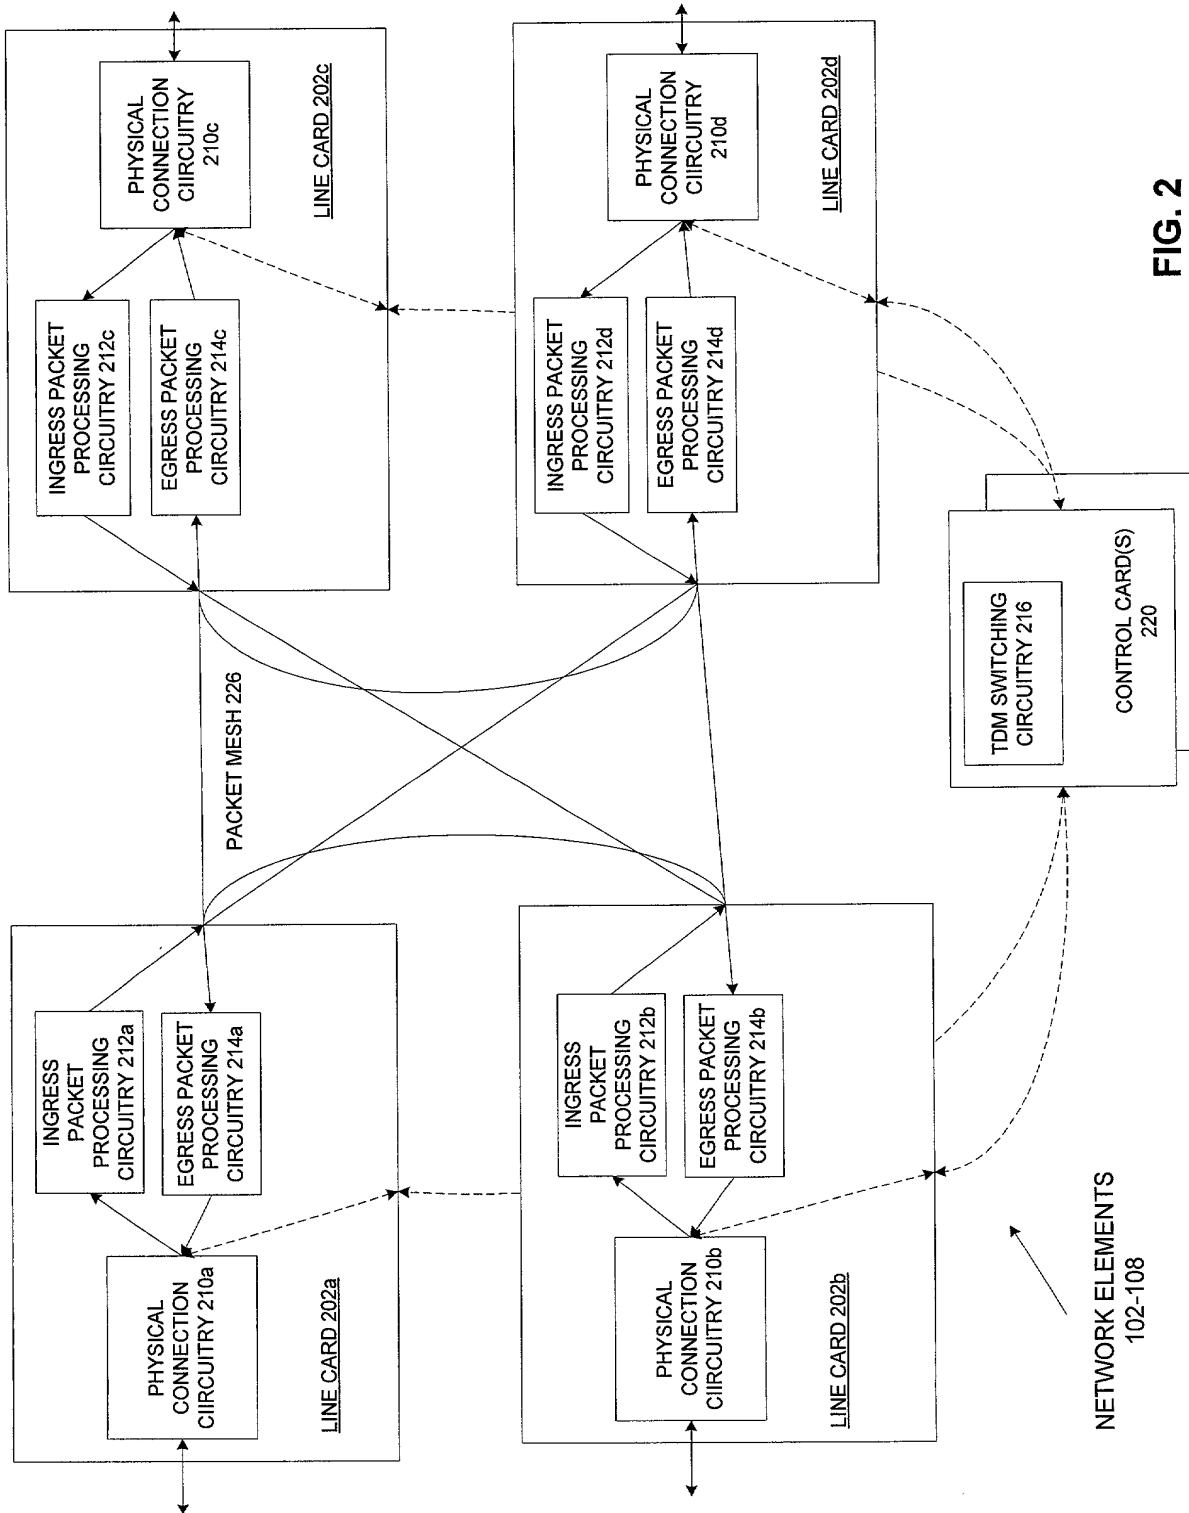 PHYSICAL
CONNECTION
CIIRCUITRY 210a
INGRESS
PACKET
PROCESSING
CIRCUITRY 212a
EGRESS PACKET
PROCESSING
CIRCUITRY 214a
LINE CARD 202a
PACKET MESH 226
INGRESS PACKET
PROCESSING
CIRCUITRY 212c
EGRESS PACKET
PROCESSING
CIRCUITRY 214c
PHYSICAL
CONNECTION
CIIRCUITRY
210c
LINE CARD 202c
PHYSICAL
CONNECTION
CIIRCUITRY 210b
INGRESS
PACKET
PROCESSING
CIRCUITRY 212b
EGRESS PACKET
PROCESSING
CIRCUITRY 214b
LINE CARD 202b
INGRESS PACKET
PROCESSING
CIRCUITRY 212d
EGRESS PACKET
PROCESSING
CIRCUITRY 214d
PHYSICAL
CONNECTION
CIIRCUITRY
210d
LINE CARD 202d
TDM SWITCHING
CIRCUITRY 216
CONTROL CARD(S)
220
NETWORK ELEMENTS
102-108
FIG. 2